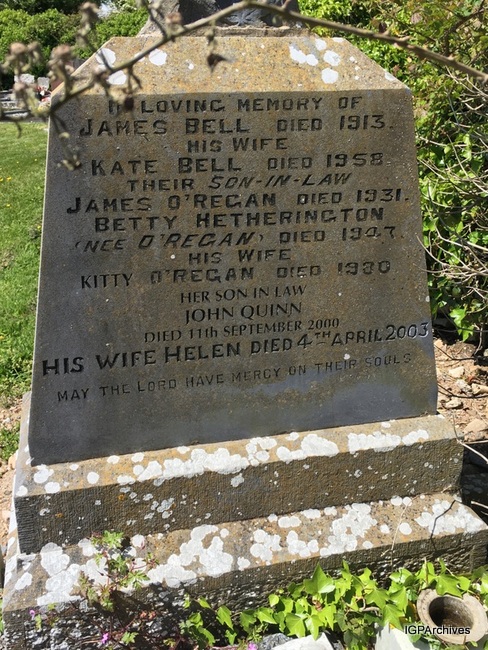 IN LOVING MEMORY OF
JAMES BELL DIED 1913.
HIS WIFE
KATE BELL DIED 1958.
THEIR SON-IN-LAW
JAMES O'REGAN DIED 1931.
BETTY HETHERINGTON
(NEE O'REGAN) DIED 1947.
HIS WIFE
KITTY O'REGAN DIED 1980
HER SON IN LAW
JOHN QUINN
DIED 11th SEPTEMBER 2000
HIS WIFE HELEN DIED 4TH APRIL 2003
MAY THE LORD HAVE MERCY ON THEIR SOULS
IGPArchives